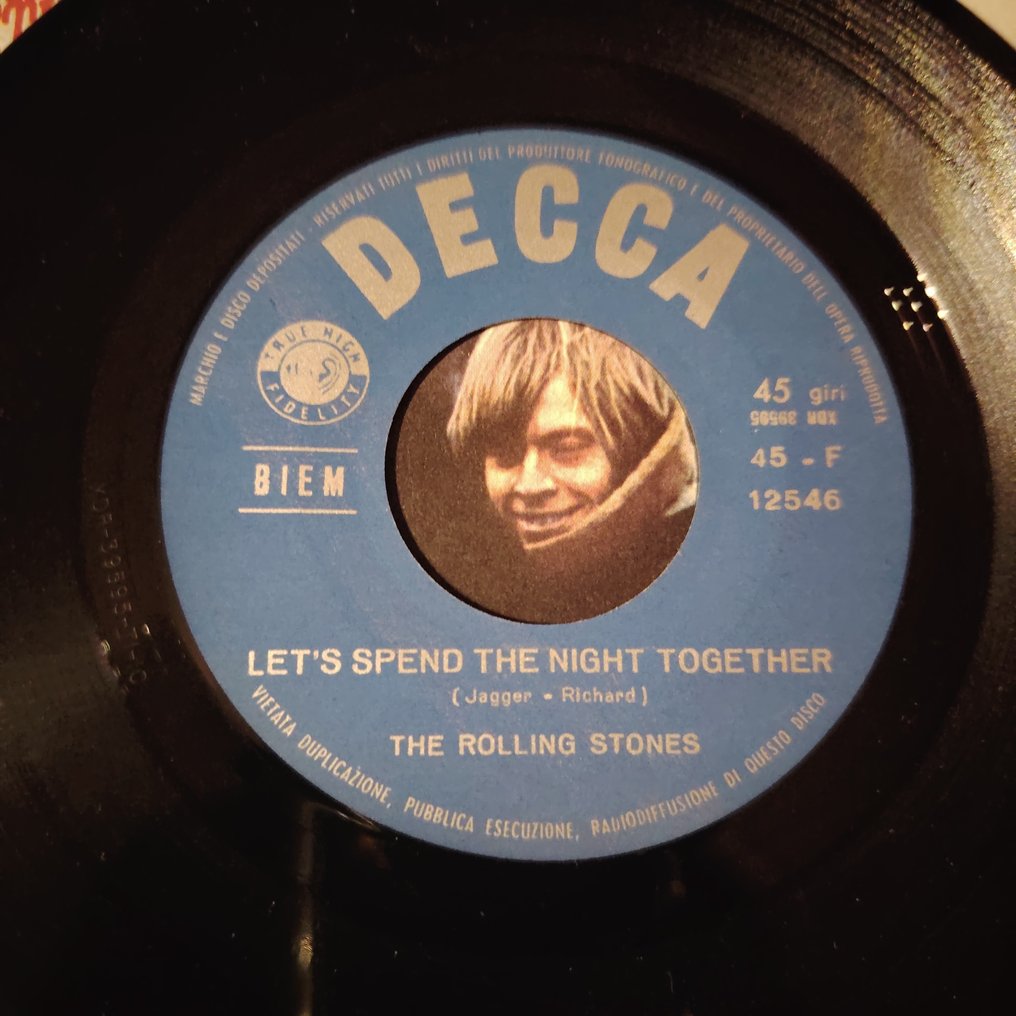 MARCHIO E DISCO DEPOSITATI - RISERVATI TUTTI I DIRITTI DEL PRODUTTORE FONOGRAFICO E DEL PROPRIETARIO DELL'OPERA RIPRODOTTA
DECCA
TRUE HIGH
FIDELITY
BIEM
45 giri
XDR 39595
45 - F
12546
LET'S SPEND THE NIGHT TOGETHER
(Jagger - Richard)
THE ROLLING STONES
VIETATA DUPLICAZIONE, PUBBLICA ESECUZIONE, RADIODIFFUSIONE DI QUESTO DISCO